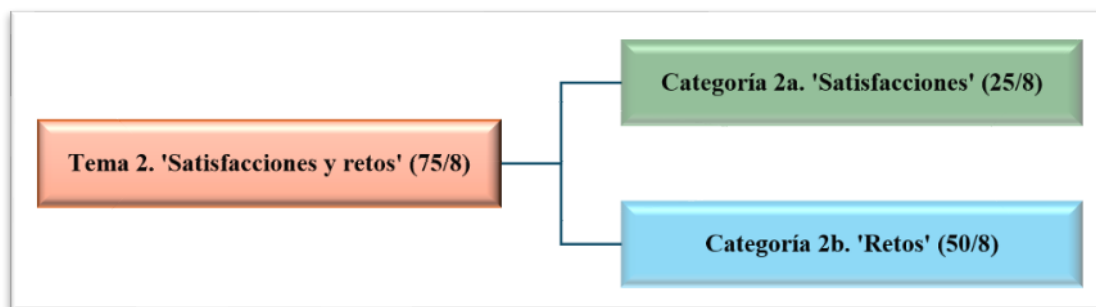 Categoría 2a. 'Satisfacciones' (25/8)
Tema 2. 'Satisfacciones y retos' (75/8)
Categoría 2b. 'Retos' (50/8)